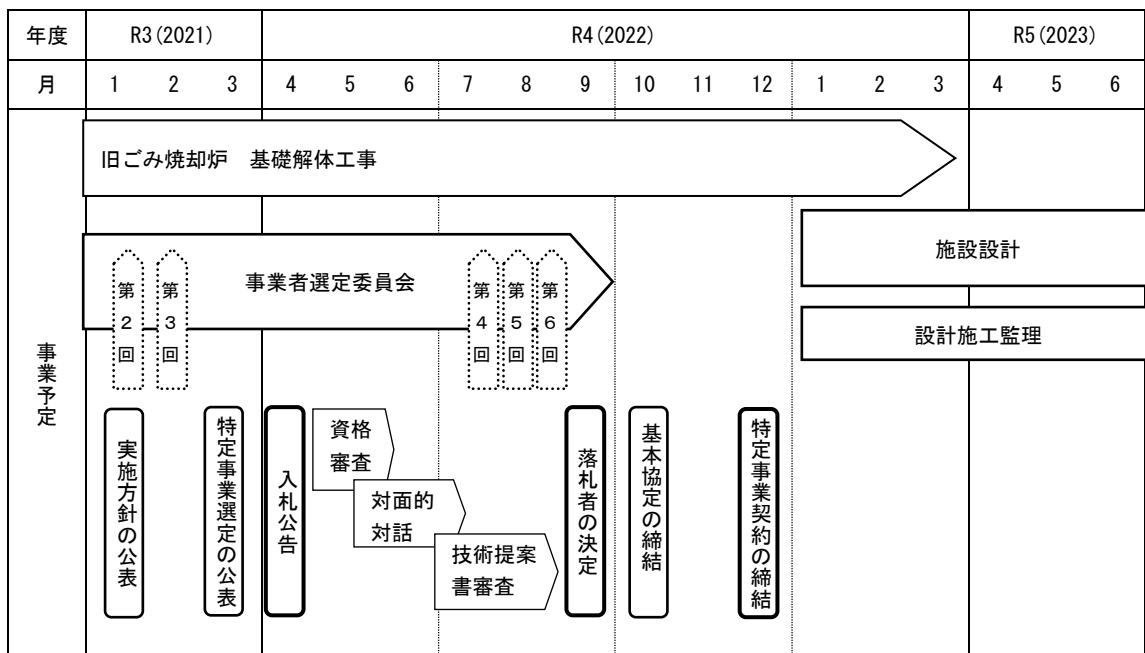 年度 R3(2021) R4(2022) R5(2023)
月 1 2 3 4 5 6 7 8 9 10 11 12 1 2 3 4 5 6
事業予定
旧ごみ焼却炉　基礎解体工事
施設設計
事業者選定委員会
第2回
第3回
第4回
第5回
第6回
設計施工監理
実施方針の公表
特定事業選定の公表
入札公告
資格
審査
対面的
対話
技術提案
書審査
落札者の決定
基本協定の締結
特定事業契約の締結